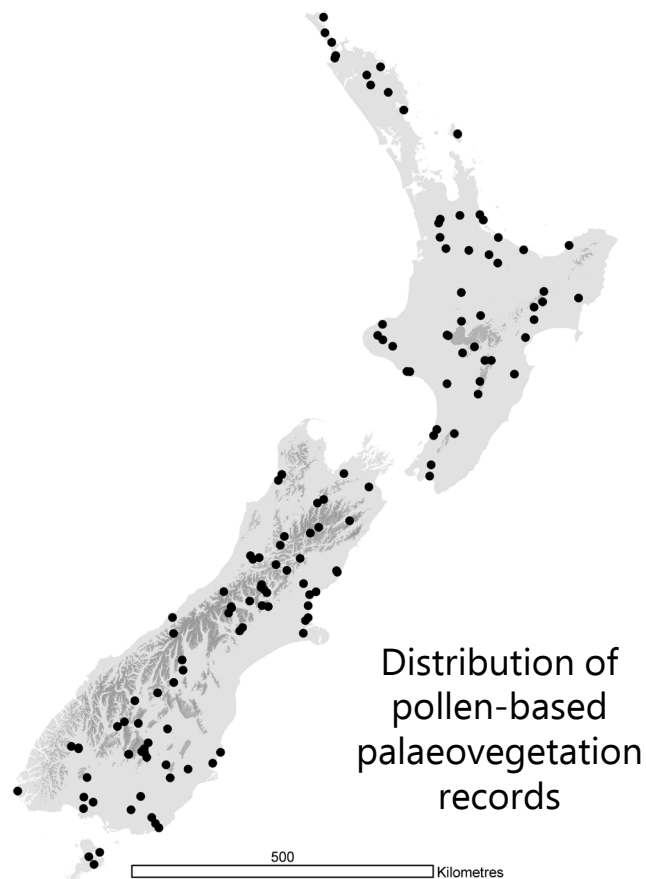 Distribution of
pollen-based
palaeovegetation
records
500
Kilometres